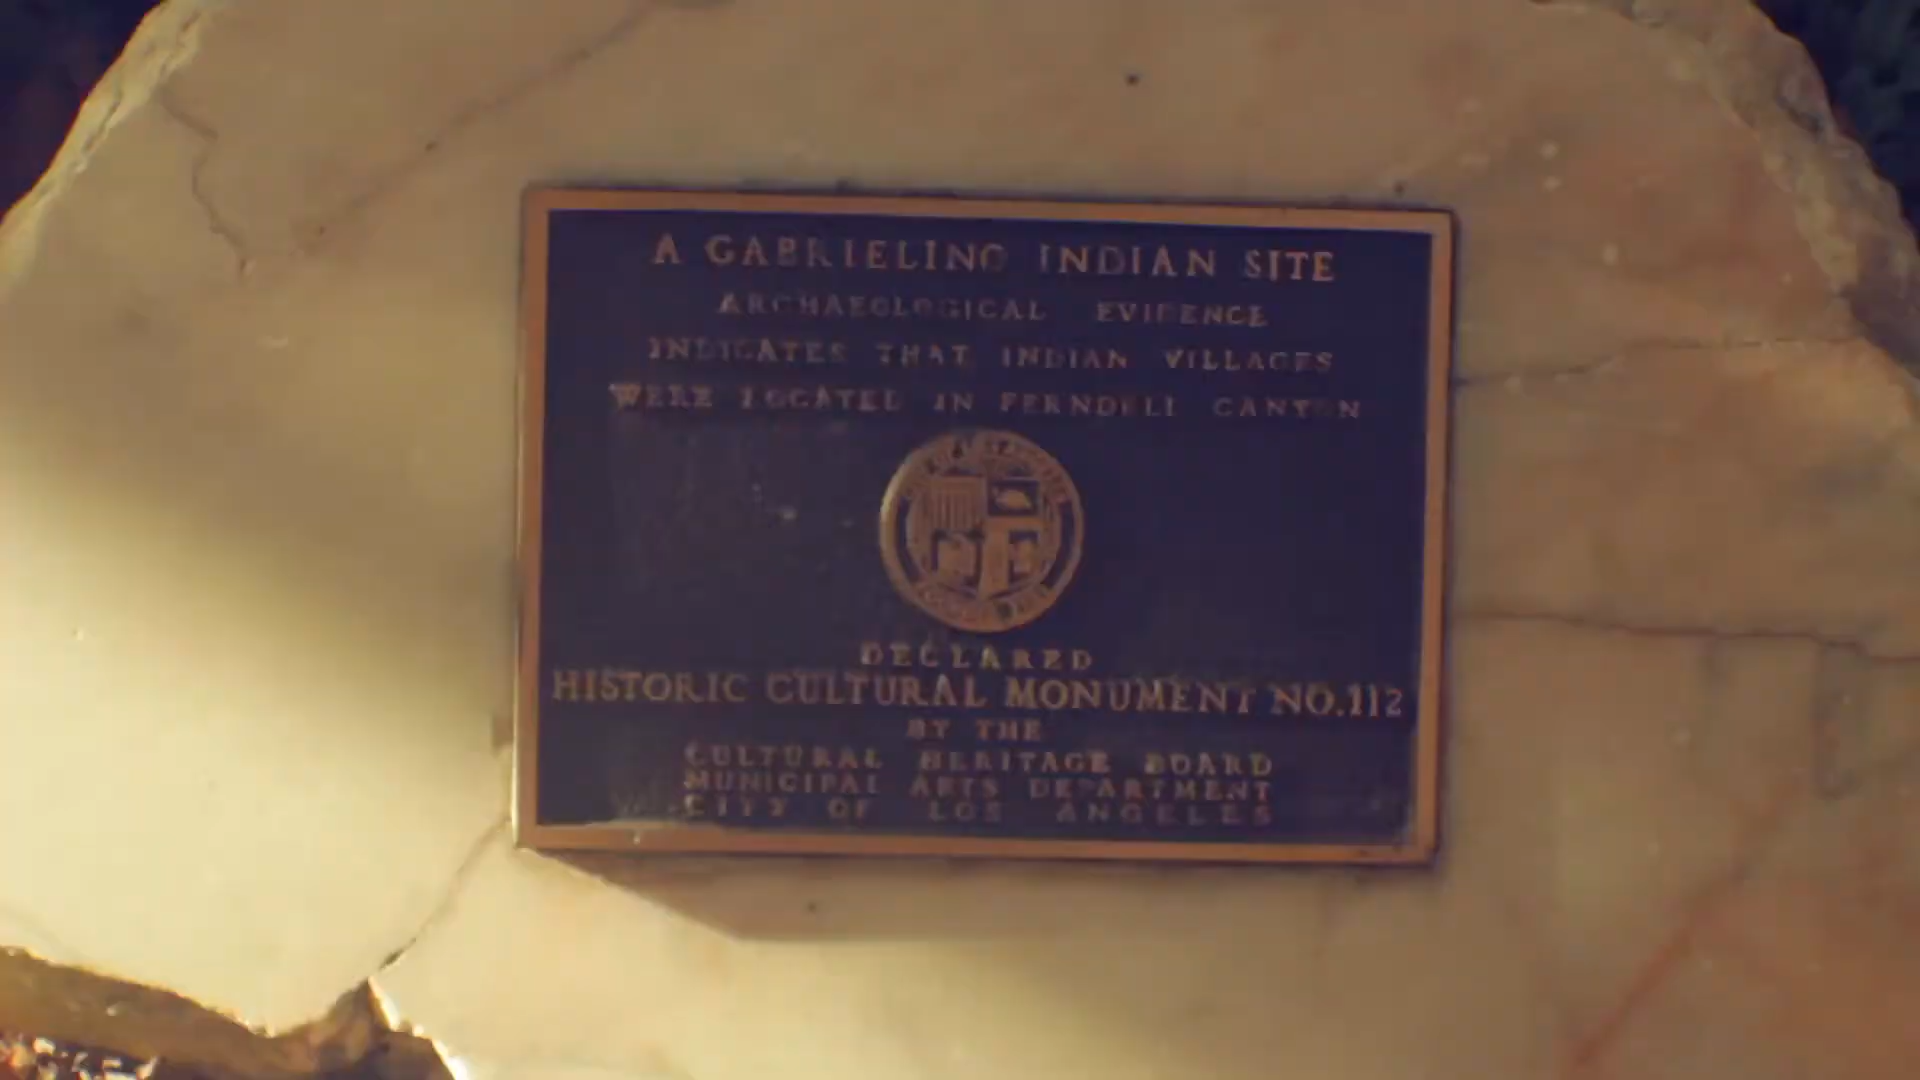 A GABRIELINO INDIAN SITE
ARCHAEOLOGICAL EVIDENCE
INDICATES THAT INDIAN VILLAGES
WERE LOCATED IN FERNDELL CANYON
DECLARED
HISTORIC CULTURAL MONUMENT NO.112
BY THE
CULTURAL HERITAGE BOARD
MUNICIPAL ARTS DEPARTMENT
CITY OF LOS ANGELES